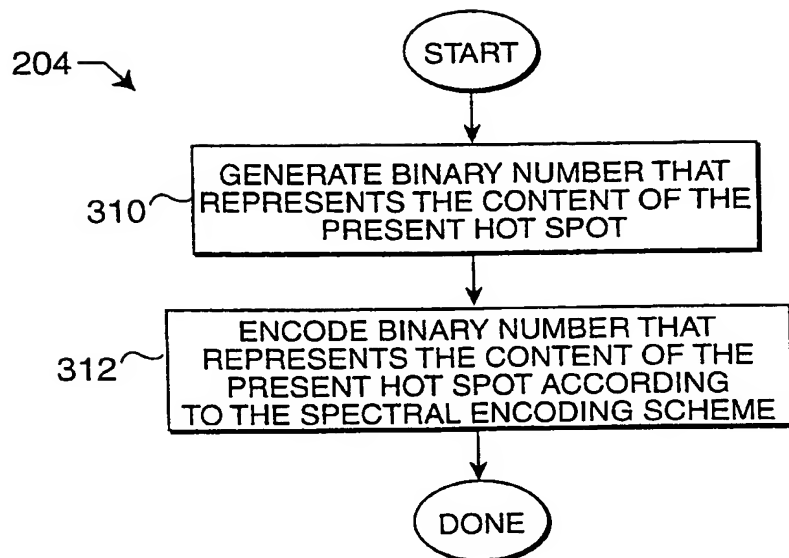 204
START
310
GENERATE BINARY NUMBER THAT
REPRESENTS THE CONTENT OF THE
PRESENT HOT SPOT
312
ENCODE BINARY NUMBER THAT
REPRESENTS THE CONTENT OF THE
PRESENT HOT SPOT ACCORDING
TO THE SPECTRAL ENCODING SCHEME
DONE